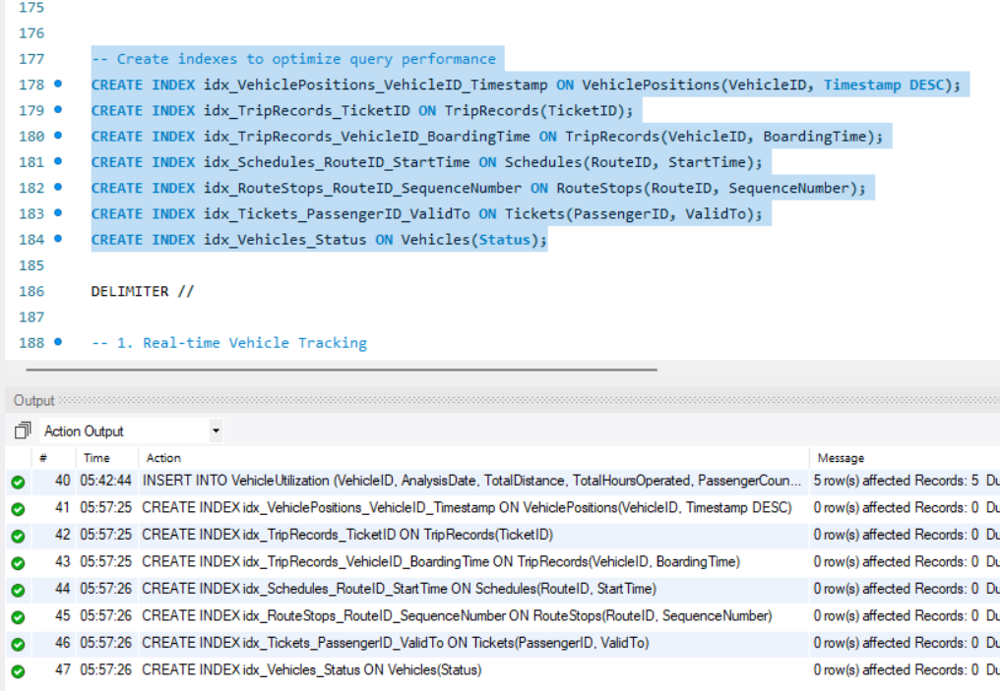 175
176
177 -- Create indexes to optimize query performance
178 CREATE INDEX idx_VehiclePositions_VehicleID_Timestamp ON VehiclePositions(VehicleID, Timestamp DESC);
179 CREATE INDEX idx_TripRecords_TicketID ON TripRecords(TicketID);
180 CREATE INDEX idx_TripRecords_VehicleID_BoardingTime ON TripRecords(VehicleID, BoardingTime);
181 CREATE INDEX idx_Schedules_RouteID_StartTime ON Schedules(RouteID, StartTime);
182 CREATE INDEX idx_RouteStops_RouteID_SequenceNumber ON RouteStops(RouteID, SequenceNumber);
183 CREATE INDEX idx_Tickets_PassengerID_ValidTo ON Tickets(PassengerID, ValidTo);
184 CREATE INDEX idx_Vehicles_Status ON Vehicles(Status);
185
186 DELIMITER //
187
188 -- 1. Real-time Vehicle Tracking
Output
Action Output
# Time Action Message
40 05:42:44 INSERT INTO VehicleUtilization (VehicleID, AnalysisDate, TotalDistance, TotalHoursOperated, PassengerCoun... 5 row(s) affected Records: 5 Du
41 05:57:25 CREATE INDEX idx_VehiclePositions_VehicleID_Timestamp ON VehiclePositions(VehicleID, Timestamp DESC) 0 row(s) affected Records: 0 Du
42 05:57:25 CREATE INDEX idx_TripRecords_TicketID ON TripRecords(TicketID) 0 row(s) affected Records: 0 Du
43 05:57:25 CREATE INDEX idx_TripRecords_VehicleID_BoardingTime ON TripRecords(VehicleID, BoardingTime) 0 row(s) affected Records: 0 Du
44 05:57:26 CREATE INDEX idx_Schedules_RouteID_StartTime ON Schedules(RouteID, StartTime) 0 row(s) affected Records: 0 Du
45 05:57:26 CREATE INDEX idx_RouteStops_RouteID_SequenceNumber ON RouteStops(RouteID, SequenceNumber) 0 row(s) affected Records: 0 Du
46 05:57:26 CREATE INDEX idx_Tickets_PassengerID_ValidTo ON Tickets(PassengerID, ValidTo) 0 row(s) affected Records: 0 Du
47 05:57:26 CREATE INDEX idx_Vehicles_Status ON Vehicles(Status) 0 row(s) affected Records: 0 Du